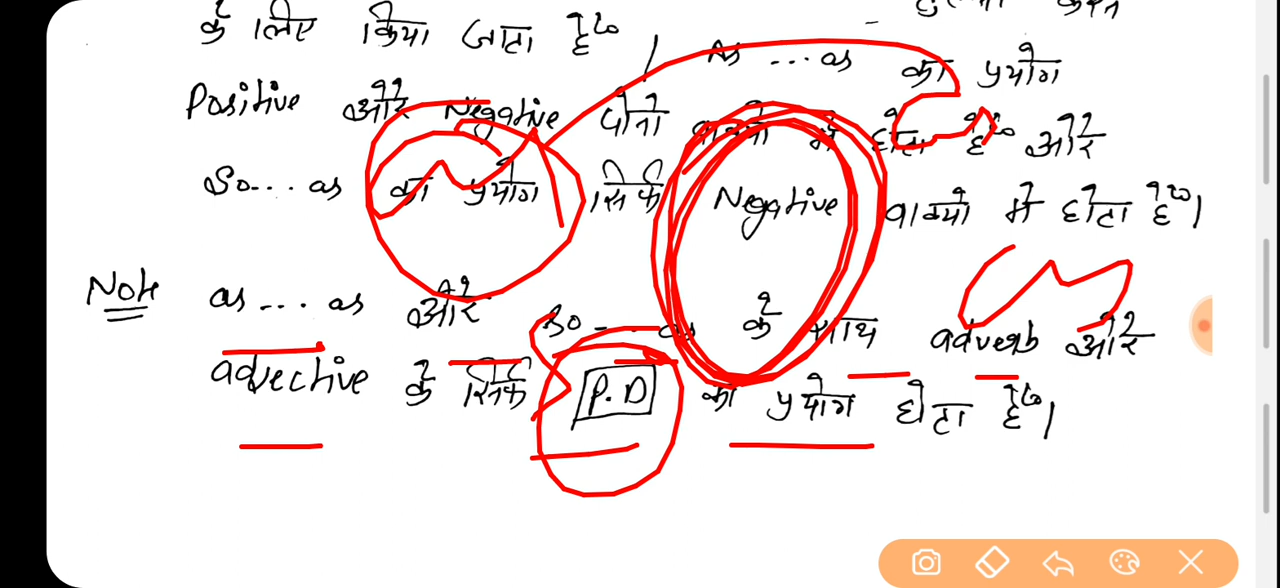 के लिए किया जाता है। As ... as का प्रयोग
Positive और Negative दोनो वाक्यो मे होता है और
So... as का प्रयोग सिर्फ Negative वाक्यो मे होता है।
Note as ... as और So ... as के साथ adverb और
advective के सिर्फ P.D का प्रयोग होता है।